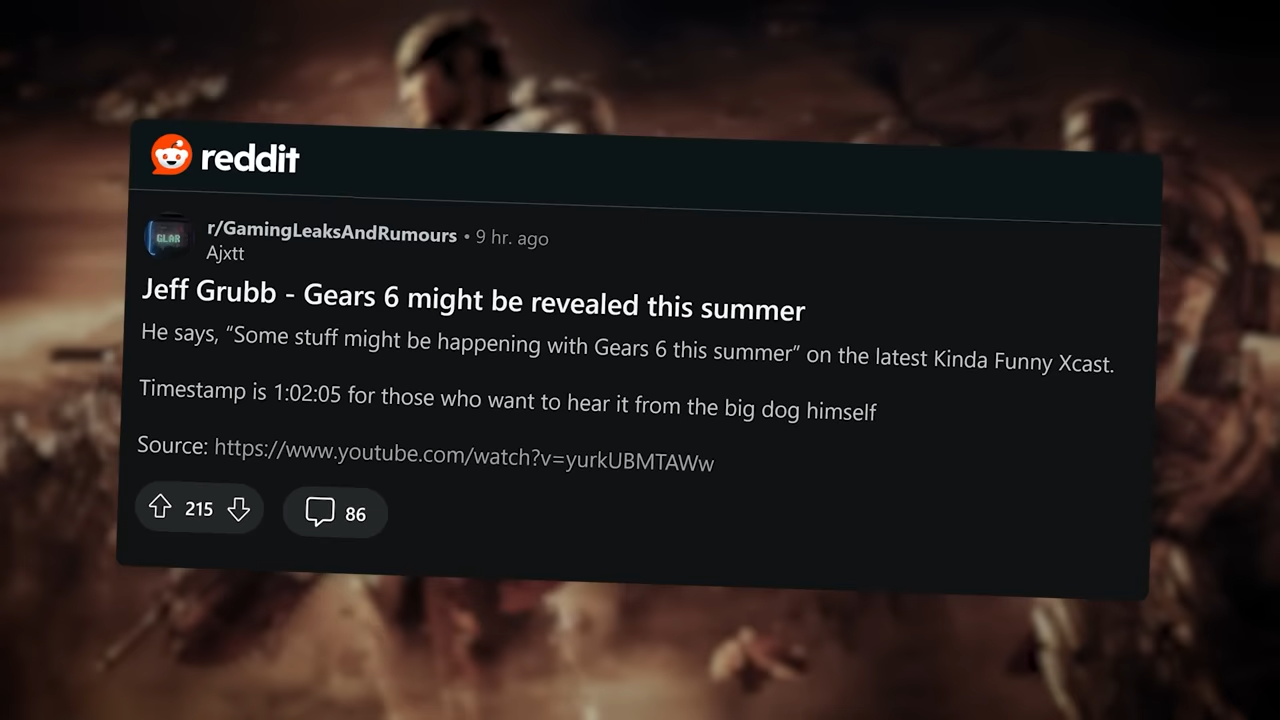 reddit
GLAR
r/GamingLeaksAndRumours • 9 hr. ago
Ajxtt
Jeff Grubb - Gears 6 might be revealed this summer
He says, “Some stuff might be happening with Gears 6 this summer” on the latest Kinda Funny Xcast.
Timestamp is 1:02:05 for those who want to hear it from the big dog himself
Source: https://www.youtube.com/watch?v=yurkUBMTAWw
215
86